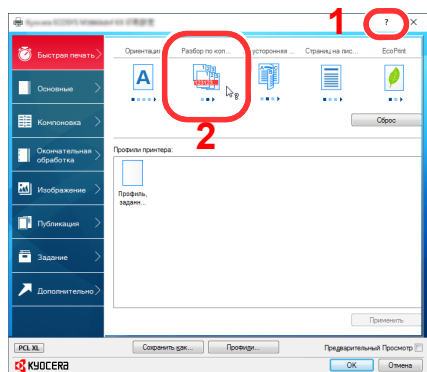 1
?
Быстрая печать
Ориентация
Разбор по коп...
усторонняя ...
Страниц на лис...
EcoPrint
A
2
Основные
Сброс
Компоновка
Профили принтера:
Окончательная
обработка
Изображение
Профиль,
заданн...
Публикация
Задание
Дополнительно
Применить
PCL XL
Сохранить как...
Профили...
Предварительный Просмотр
KYOCERA
OK
Отмена